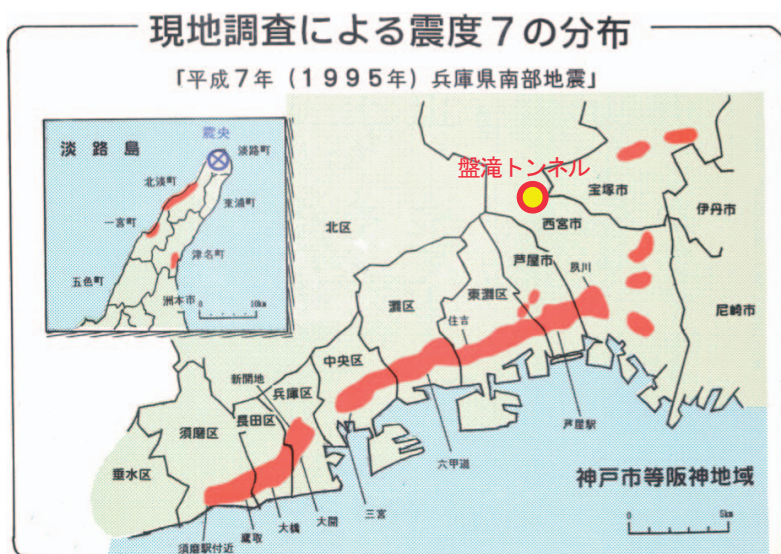 現地調査による震度7の分布
「平成7年（1995年）兵庫県南部地震」
淡路島
震央
淡路町
北淡町
東浦町
一宮町
津名町
五色町
洲本市
0
10km
盤滝トンネル
宝塚市
伊丹市
西宮市
北区
芦屋市
夙川
灘区
東灘区
尼崎市
住吉
中央区
新開地
兵庫区
長田区
須磨区
芦屋駅
垂水区
六甲道
神戸市等阪神地域
三宮
大開
大橋
鷹取
須磨駅付近
0
5km